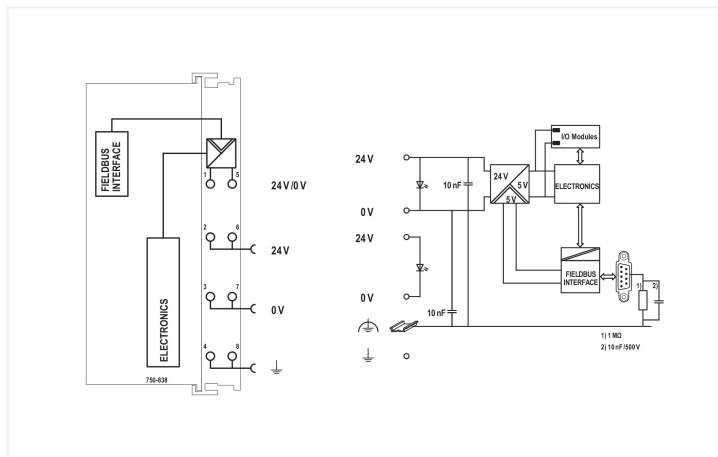 FIELDBUS
INTERFACE
ELECTRONICS
750-838
1 5
24 V /0 V
2 6
24 V
3 7
0 V
4 8
24 V
0 V
24 V
0 V
10 nF
10 nF
24 V
5 V
5 V
I/O Modules
ELECTRONICS
FIELDBUS
INTERFACE
1)
2)
1) 1 MΩ
2) 10 nF /500 V